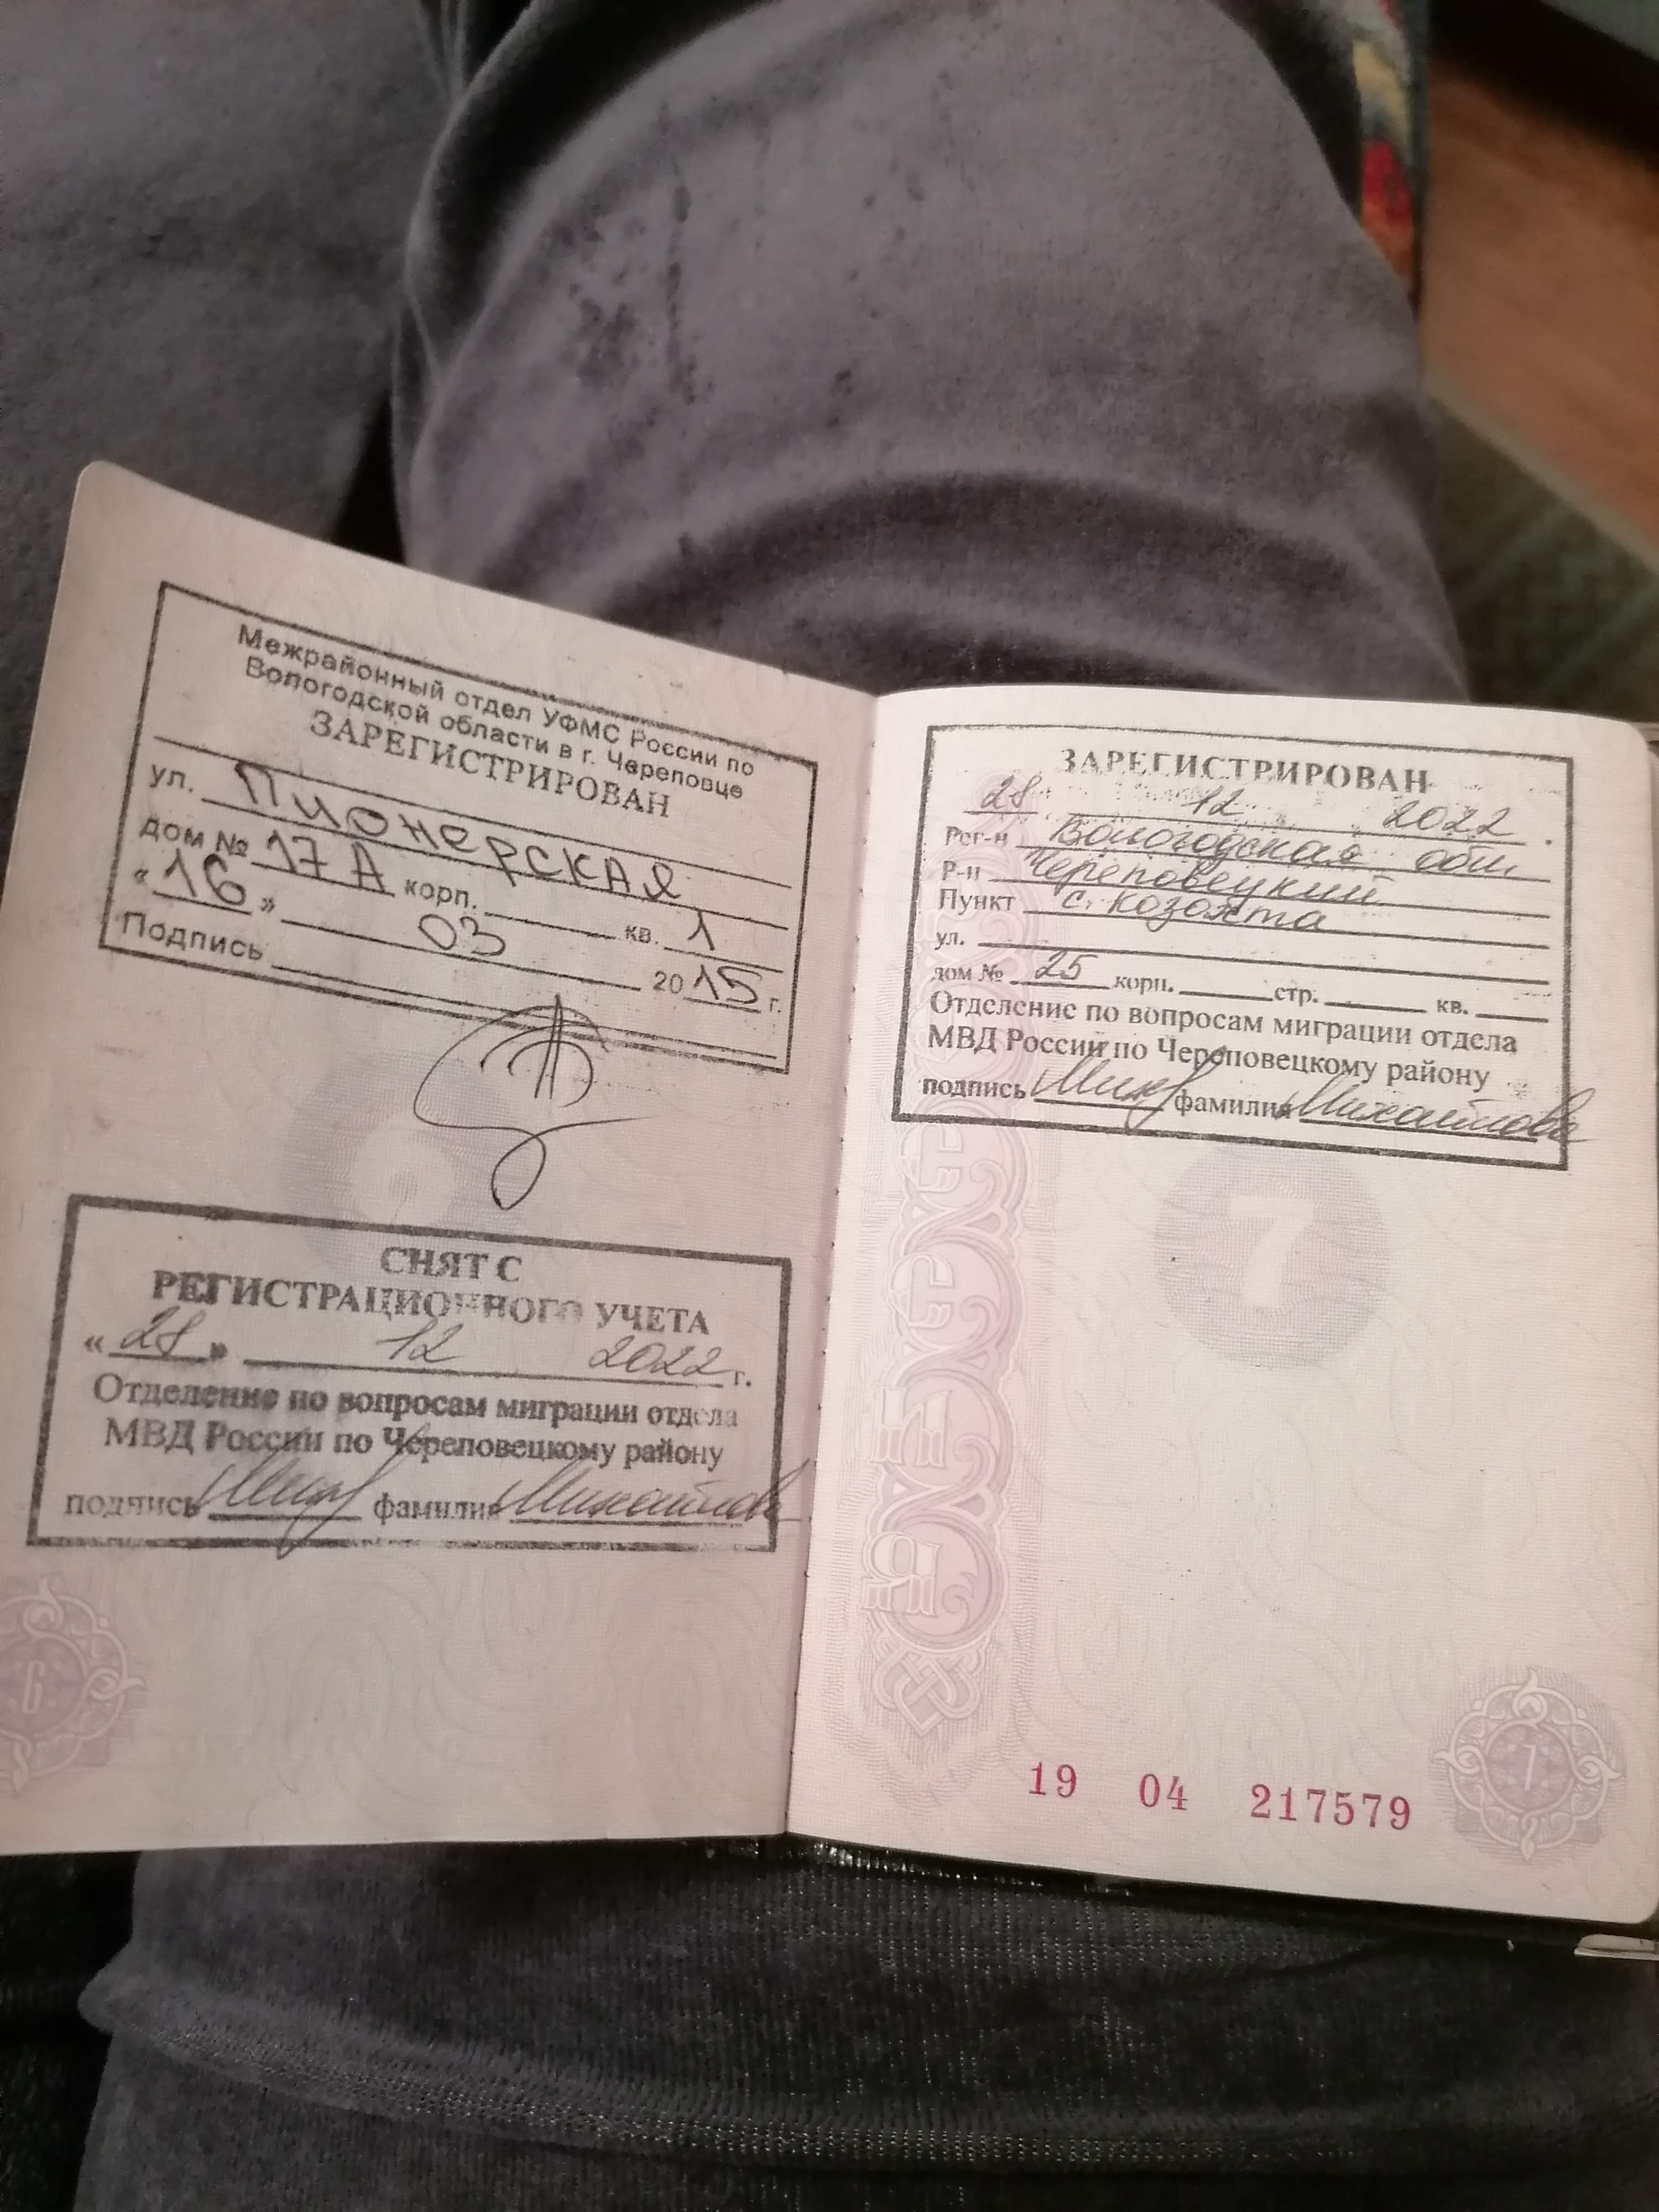 Межрайонный отдел УФМС России по
Вологодской области в г. Череповце
ЗАРЕГИСТРИРОВАН
ул. Пионерская
дом № 17А корп. кв. 1
«16» 03 2015 г.
Подпись
СНЯТ С
РЕГИСТРАЦИОННОГО УЧЕТА
«28» 12 2022 г.
Отделение по вопросам миграции отдела
МВД России по Череповецкому району
подпись фамилия Михайлова
6
ЗАРЕГИСТРИРОВАН
28 12 2022
Рег-н Вологодская обл
Р-н Череповецкий
Пункт с.
ул.
дом № 25 корп. стр. кв.
Отделение по вопросам миграции отдела
МВД России по Череповецкому району
подпись фамилия Михайлова
7
7
19 04 217579